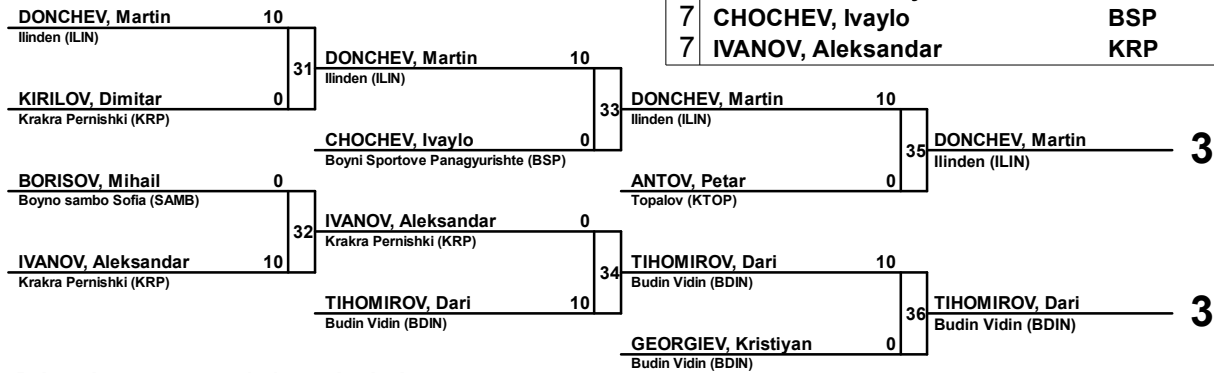 DONCHEV, Martin 10
Ilinden (ILIN)
KIRILOV, Dimitar 0
Krakra Pernishki (KRP)
BORISOV, Mihail 0
Boyno sambo Sofia (SAMB)
IVANOV, Aleksandar 10
Krakra Pernishki (KRP)
31
32
DONCHEV, Martin 10
Ilinden (ILIN)
CHOCHEV, Ivaylo 0
Boyni Sportove Panagyurishte (BSP)
IVANOV, Aleksandar 0
Krakra Pernishki (KRP)
TIHOMIROV, Dari 10
Budin Vidin (BDIN)
33
34
DONCHEV, Martin 10
Ilinden (ILIN)
ANTOV, Petar 0
Topalov (KTOP)
TIHOMIROV, Dari 10
Budin Vidin (BDIN)
GEORGIEV, Kristiyan 0
Budin Vidin (BDIN)
35
36
DONCHEV, Martin 3
Ilinden (ILIN)
TIHOMIROV, Dari 3
Budin Vidin (BDIN)
7 CHOCHEV, Ivaylo BSP
7 IVANOV, Aleksandar KRP